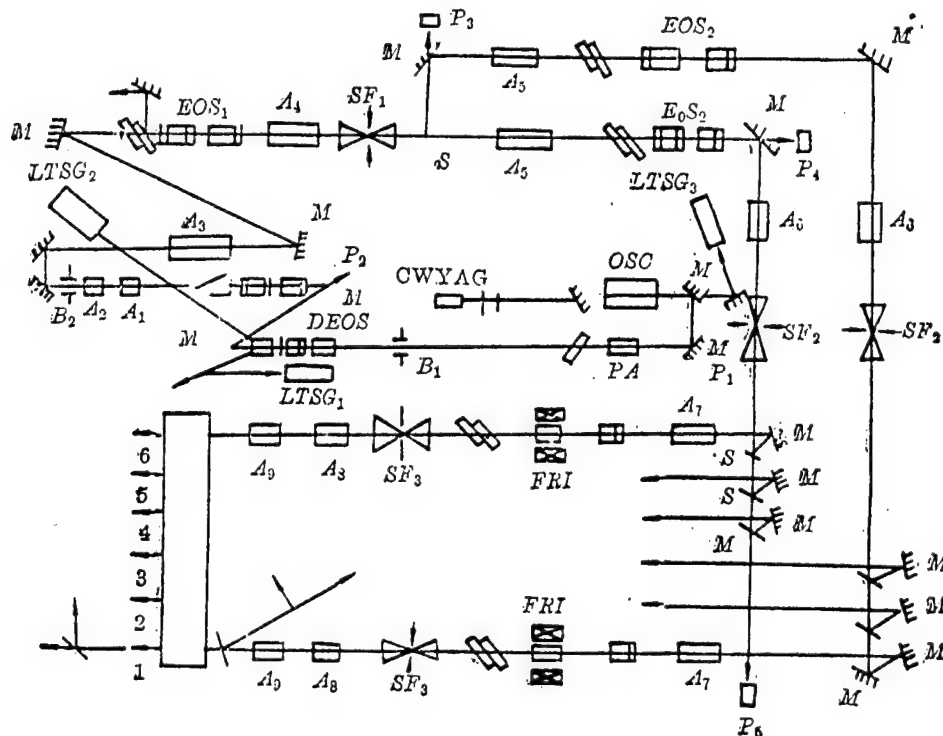 P₃
EOS₂
M
M
A₅
EOS₁
A₄
SF₁
E₀S₂
M
M
S
A₅
P₄
LTSG₂
LTSG₃
M
A₃
A₆
A₃
P₂
CWYAG
OSC
M
B₂
A₂
A₁
M
M
DEOS
SF₂
SF₂
B₁
PA
M
P₁
LTSG₁
A₇
M
6
A₉
A₃
SF₃
FRI
S
5
M
S
4
M
M
3
M
FRI
M
2
1
A₉
A₈
SF₃
A₇
M
M
P₅